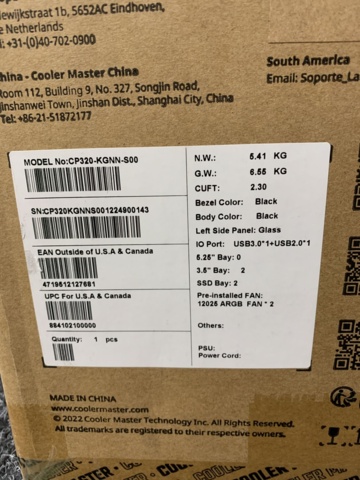 5652AC Eindhoven,
Netherlands
+31-(0)40-702-0900
China - Cooler Master China
Room 112, Building 9, No. 327, Songjin Road,
Jinshanwei Town, Jinshan Dist., Shanghai City, China
Tel: +86-21-51872177
South America
Email: Soporte_La
MODEL No:CP320-KGNN-S00
SN:CP320KGNNS001224900143
EAN Outside of U.S.A & Canada
4719512127681
UPC For U.S.A & Canada
884102100000
Quantity: 1 pcs
N.W.: 5.41 KG
G.W.: 6.55 KG
CUFT: 2.30
Bezel Color: Black
Body Color: Black
Left Side Panel: Glass
IO Port: USB3.0*1+USB2.0*1
5.25" Bay: 0
3.5" Bay: 2
SSD Bay: 2
Pre-installed FAN:
12025 ARGB FAN * 2
Others:
PSU:
Power Cord:
MADE IN CHINA
www.coolermaster.com
© 2022 Cooler Master Technology Inc. All Rights Reserved.
All trademarks are registered to their respective owners.
COOLER